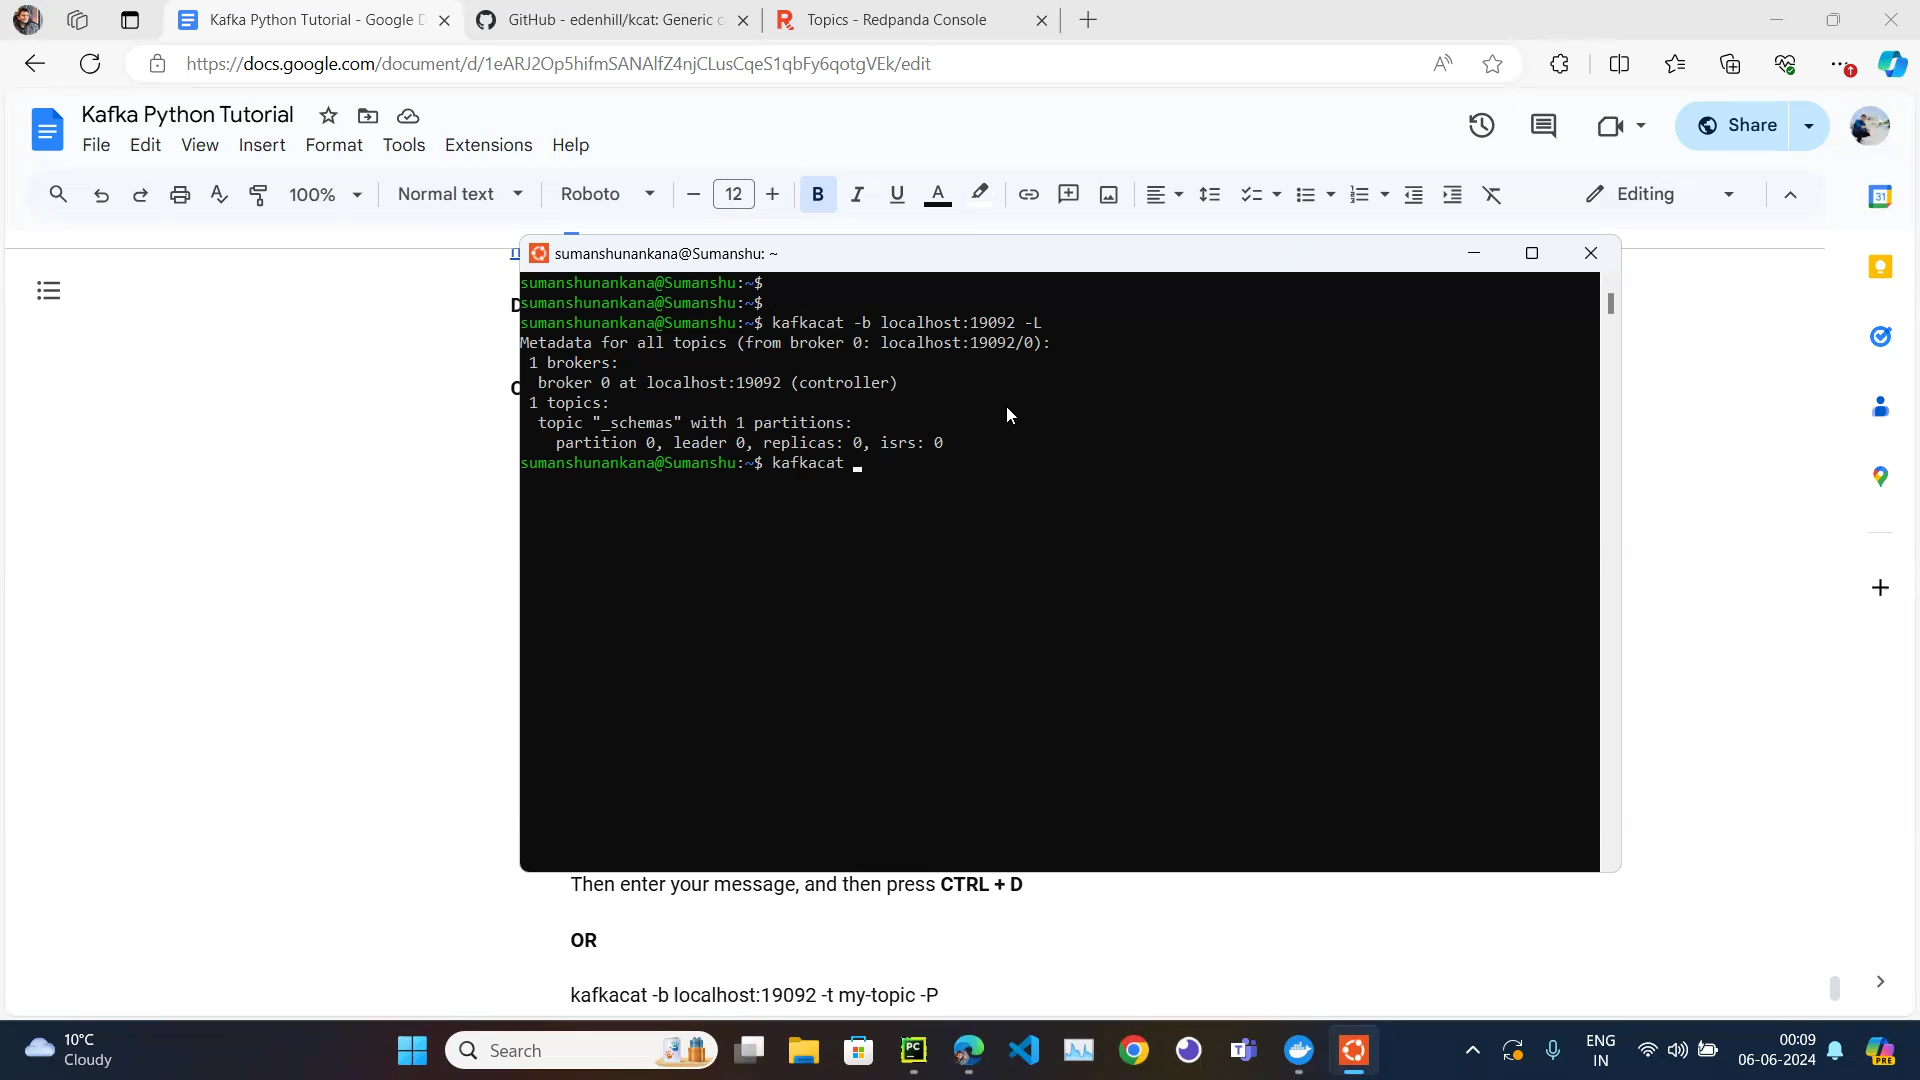 Kafka Python Tutorial - Google D
GitHub - edenhill/kcat: Generic c
Topics - Redpanda Console
https://docs.google.com/document/d/1eARJ2Op5hifmSANAlfZ4njCLusCqeS1qbFy6qotgVEk/edit
Kafka Python Tutorial
File Edit View Insert Format Tools Extensions Help
Share
100% Normal text Roboto 12 B I U A Editing
31
sumanshunankana@Sumanshu: ~
sumanshunankana@Sumanshu:~$
sumanshunankana@Sumanshu:~$
sumanshunankana@Sumanshu:~$ kafkacat -b localhost:19092 -L
Metadata for all topics (from broker 0: localhost:19092/0):
1 brokers:
broker 0 at localhost:19092 (controller)
1 topics:
topic "_schemas" with 1 partitions:
partition 0, leader 0, replicas: 0, isrs: 0
sumanshunankana@Sumanshu:~$ kafkacat
Then enter your message, and then press CTRL + D
OR
kafkacat -b localhost:19092 -t my-topic -P
10°C
Cloudy
Search
ENG
IN
00:09
06-06-2024